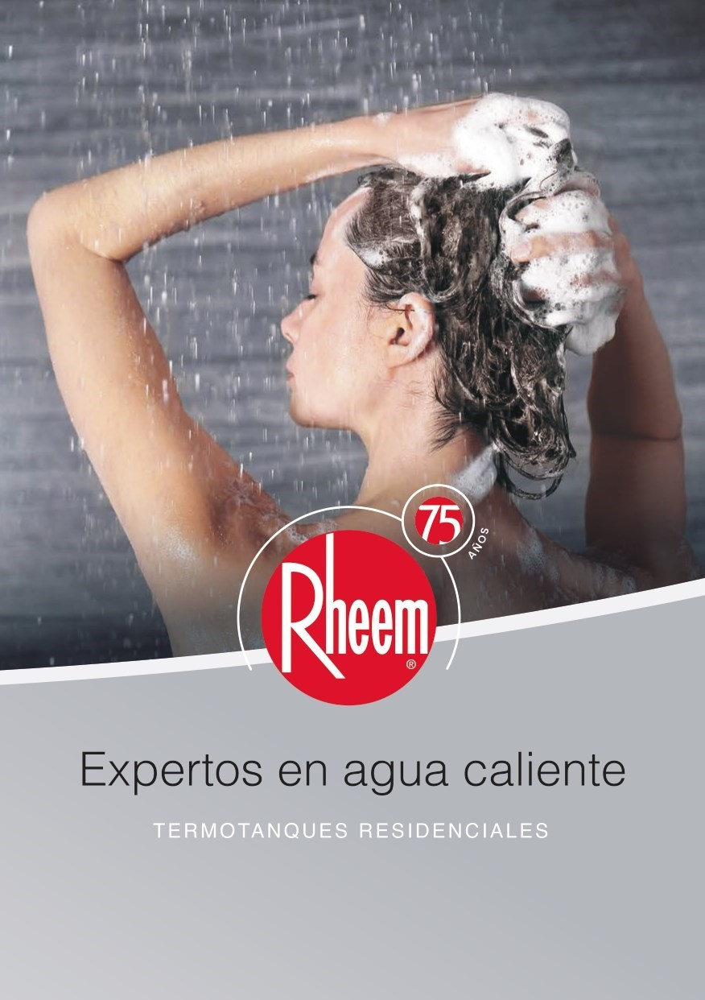 75
AÑOS
Rheem
®
Expertos en agua caliente
TERMOTANQUES RESIDENCIALES